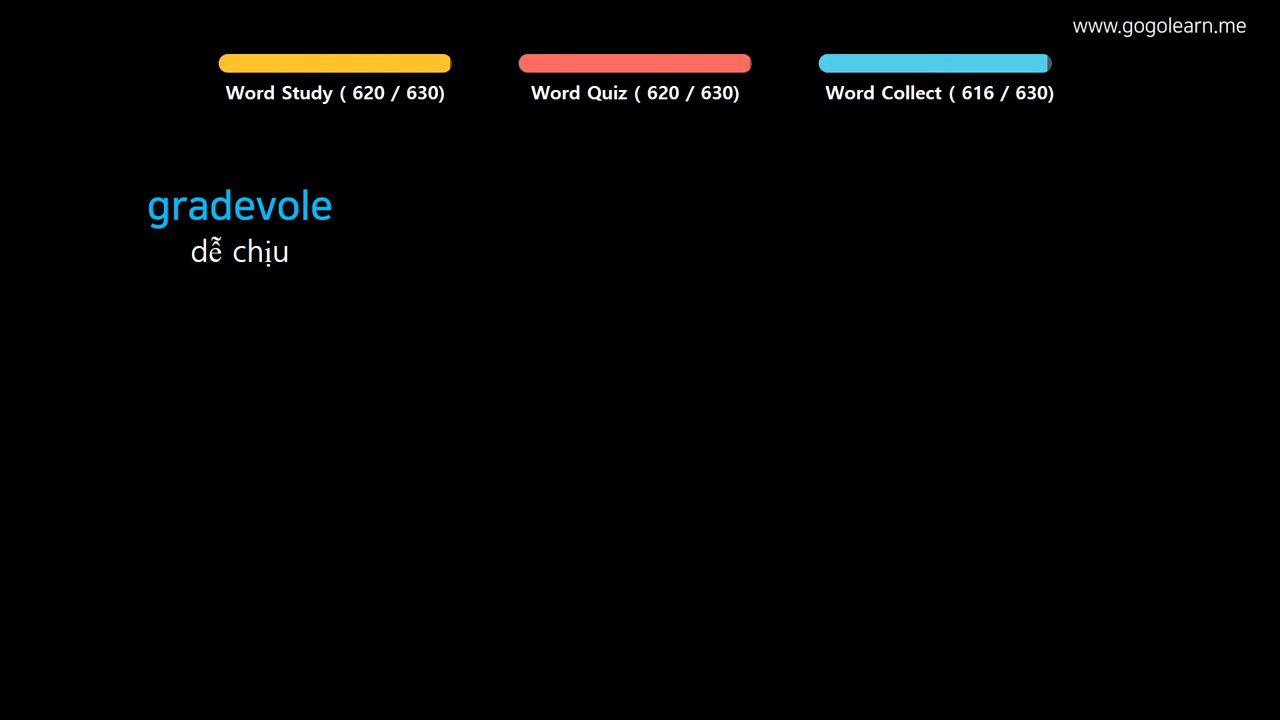 www.gogolearn.me
Word Study ( 620 / 630)
Word Quiz ( 620 / 630)
Word Collect ( 616 / 630)
gradevole
dễ chịu